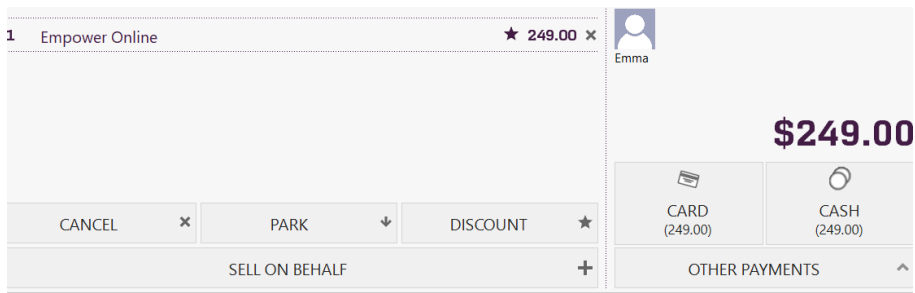 1 Empower Online ★ 249.00 ×
Emma
$249.00
CARD
(249.00)
CASH
(249.00)
CANCEL
PARK
DISCOUNT
SELL ON BEHALF
OTHER PAYMENTS